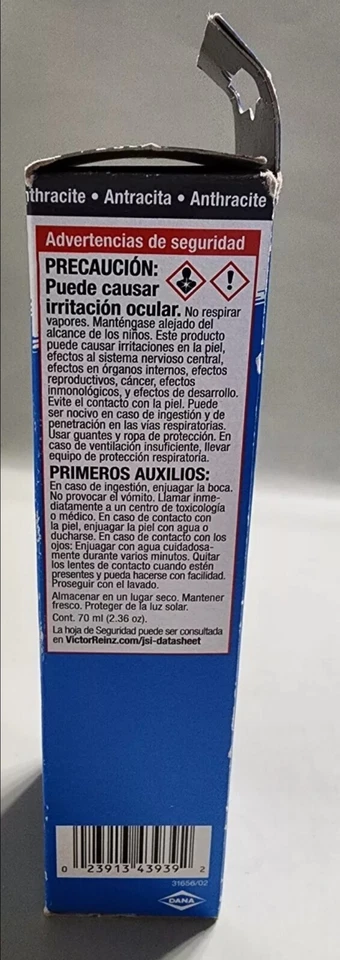 thracite • Antracita • Anthracite
Advertencias de seguridad
PRECAUCIÓN:
Puede causar
irritación ocular. No respirar
vapores. Manténgase alejado del
alcance de los niños. Este producto
puede causar irritaciones en la piel,
efectos al sistema nervioso central,
efectos en órganos internos, efectos
reproductivos, cáncer, efectos
inmonológicos, y efectos de desarrollo.
Evite el contacto con la piel. Puede
ser nocivo en caso de ingestión y de
penetración en las vías respiratorias.
Usar guantes y ropa de protección. En
caso de ventilación insuficiente, llevar
equipo de protección respiratoria.
PRIMEROS AUXILIOS:
En caso de ingestión, enjuagar la boca.
No provocar el vómito. Llamar inme-
diatamente a un centro de toxicología
o médico. En caso de contacto con
la piel, enjuagar la piel con agua o
ducharse. En caso de contacto con los
ojos: Enjuagar con agua cuidadosa-
mente durante varios minutos. Quitar
los lentes de contacto cuando estén
presentes y pueda hacerse con facilidad.
Proseguir con el lavado.
Almacenar en un lugar seco. Mantener
fresco. Proteger de la luz solar.
Cont. 70 ml (2.36 oz).
La hoja de Seguridad puede ser consultada
en VictorReinz.com/jsi-datasheet
0 23913 43939 2
31656/02
DANA